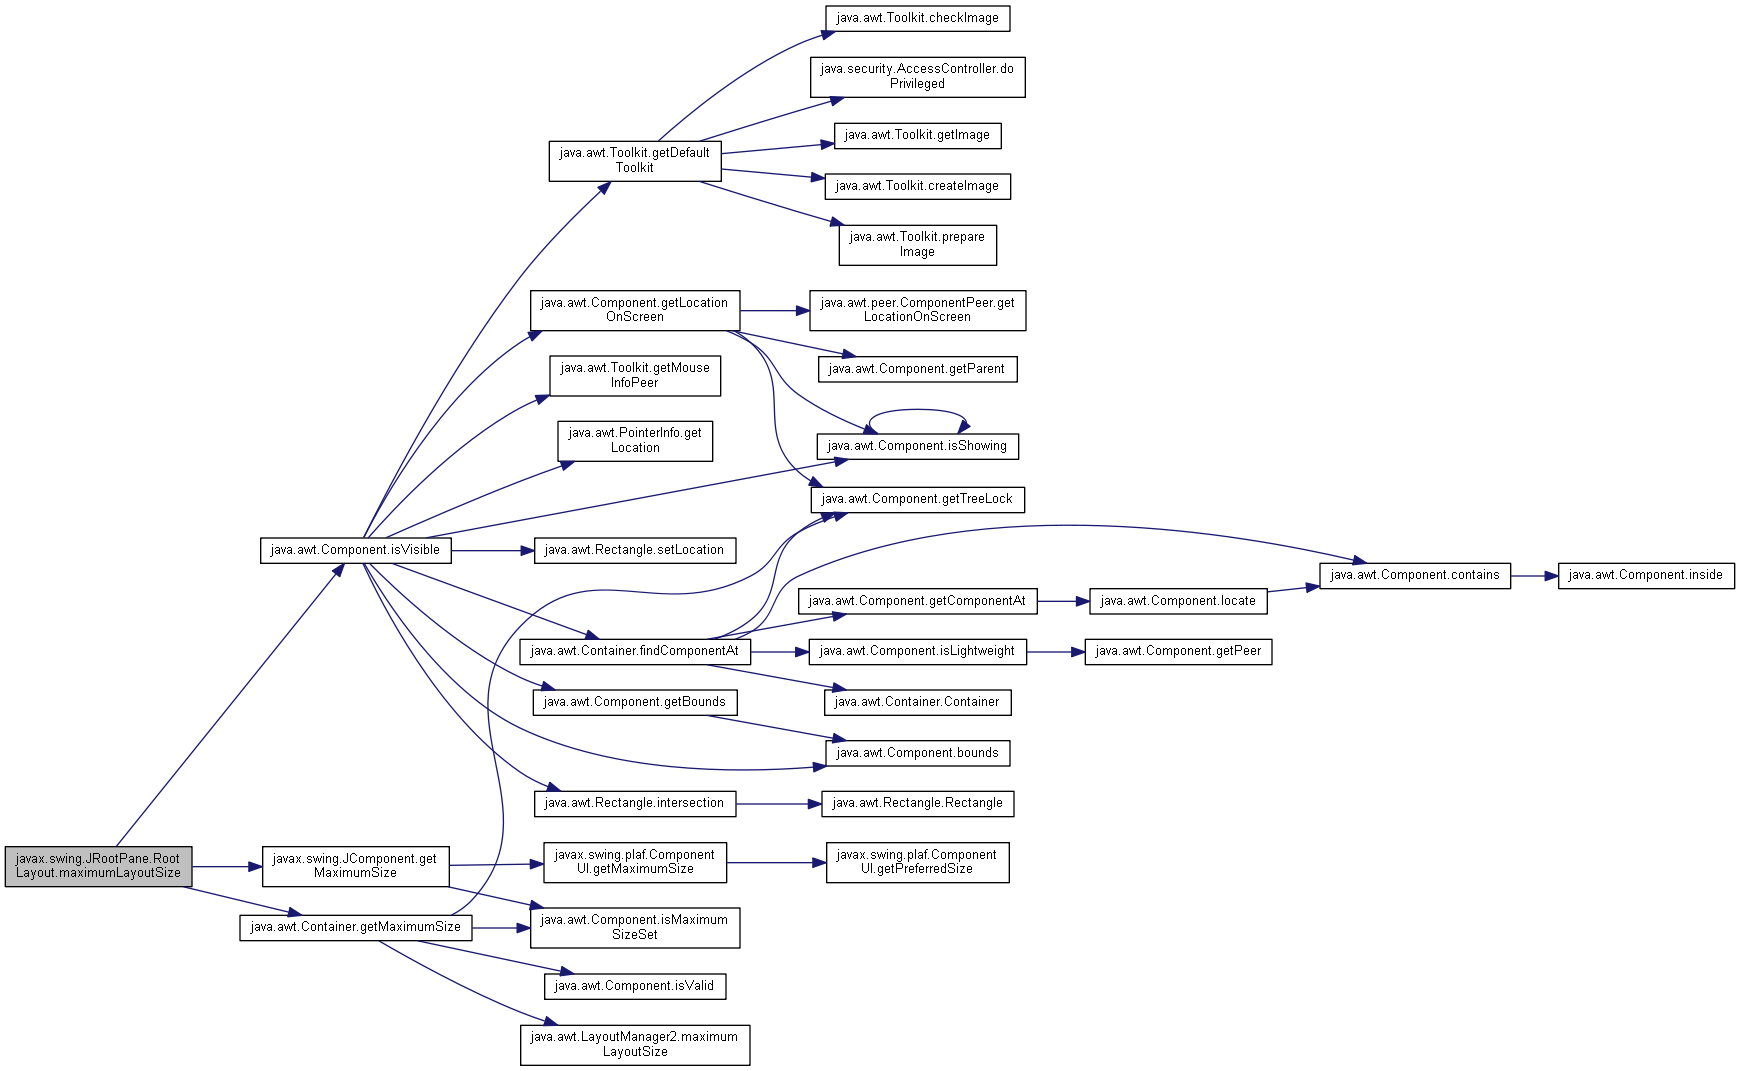 java.awt.Toolkit.checkImage
java.security.AccessController.do
Privileged
java.awt.Toolkit.getImage
java.awt.Toolkit.getDefault
Toolkit
java.awt.Toolkit.createImage
java.awt.Toolkit.prepare
Image
java.awt.Component.getLocation
OnScreen
java.awt.peer.ComponentPeer.get
LocationOnScreen
java.awt.Toolkit.getMouse
InfoPeer
java.awt.Component.getParent
java.awt.PointerInfo.get
Location
java.awt.Component.isShowing
java.awt.Component.getTreeLock
java.awt.Component.isVisible
java.awt.Rectangle.setLocation
java.awt.Component.contains
java.awt.Component.inside
java.awt.Component.getComponentAt
java.awt.Component.locate
java.awt.Container.findComponentAt
java.awt.Component.isLightweight
java.awt.Component.getPeer
java.awt.Component.getBounds
java.awt.Container.Container
java.awt.Component.bounds
java.awt.Rectangle.intersection
java.awt.Rectangle.Rectangle
javax.swing.JRootPane.Root
Layout.maximumLayoutSize
javax.swing.JComponent.get
MaximumSize
javax.swing.plaf.Component
UI.getMaximumSize
javax.swing.plaf.Component
UI.getPreferredSize
java.awt.Container.getMaximumSize
java.awt.Component.isMaximum
SizeSet
java.awt.Component.isValid
java.awt.LayoutManager2.maximum
LayoutSize